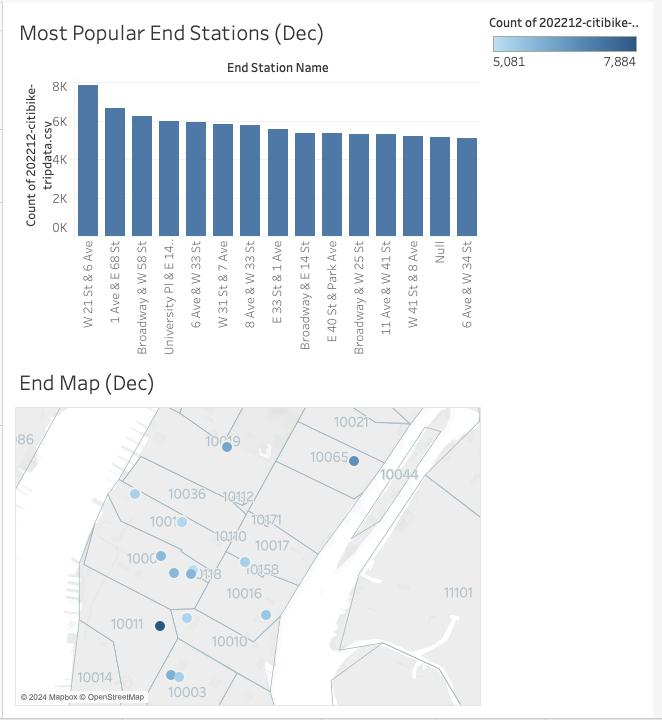 Most Popular End Stations (Dec)
Count of 202212-citibike-..
5,081
7,884
End Station Name
Count of 202212-citibike-
tripdata.csv
8K
6K
4K
2K
0K
W 21 St & 6 Ave
1 Ave & E 68 St
Broadway & W 58 St
University Pl & E 14..
6 Ave & W 33 St
W 31 St & 7 Ave
8 Ave & W 33 St
E 33 St & 1 Ave
Broadway & E 14 St
E 40 St & Park Ave
Broadway & W 25 St
11 Ave & W 41 St
W 41 St & 8 Ave
Null
6 Ave & W 34 St
End Map (Dec)
10021
10065
10044
10036
10112
10171
10110
10017
10158
10016
11101
10011
10010
10014
10003
© 2024 Mapbox © OpenStreetMap